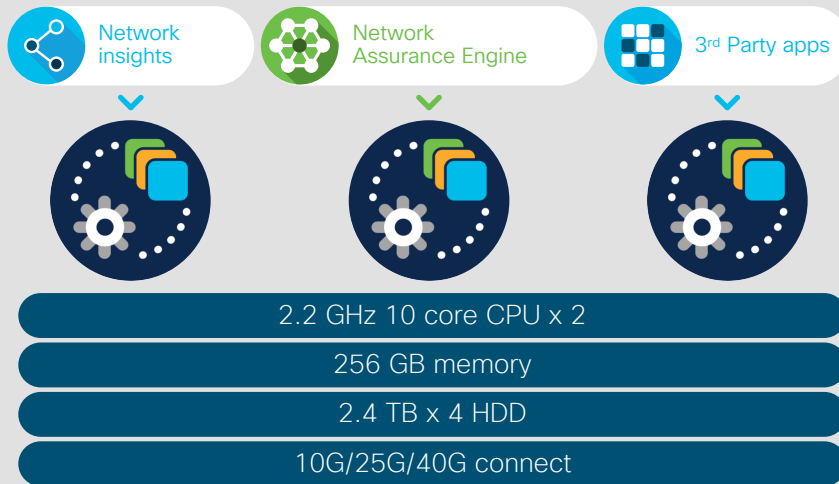 Network
insights
Network
Assurance Engine
3rd Party apps
2.2 GHz 10 core CPU x 2
256 GB memory
2.4 TB x 4 HDD
10G/25G/40G connect